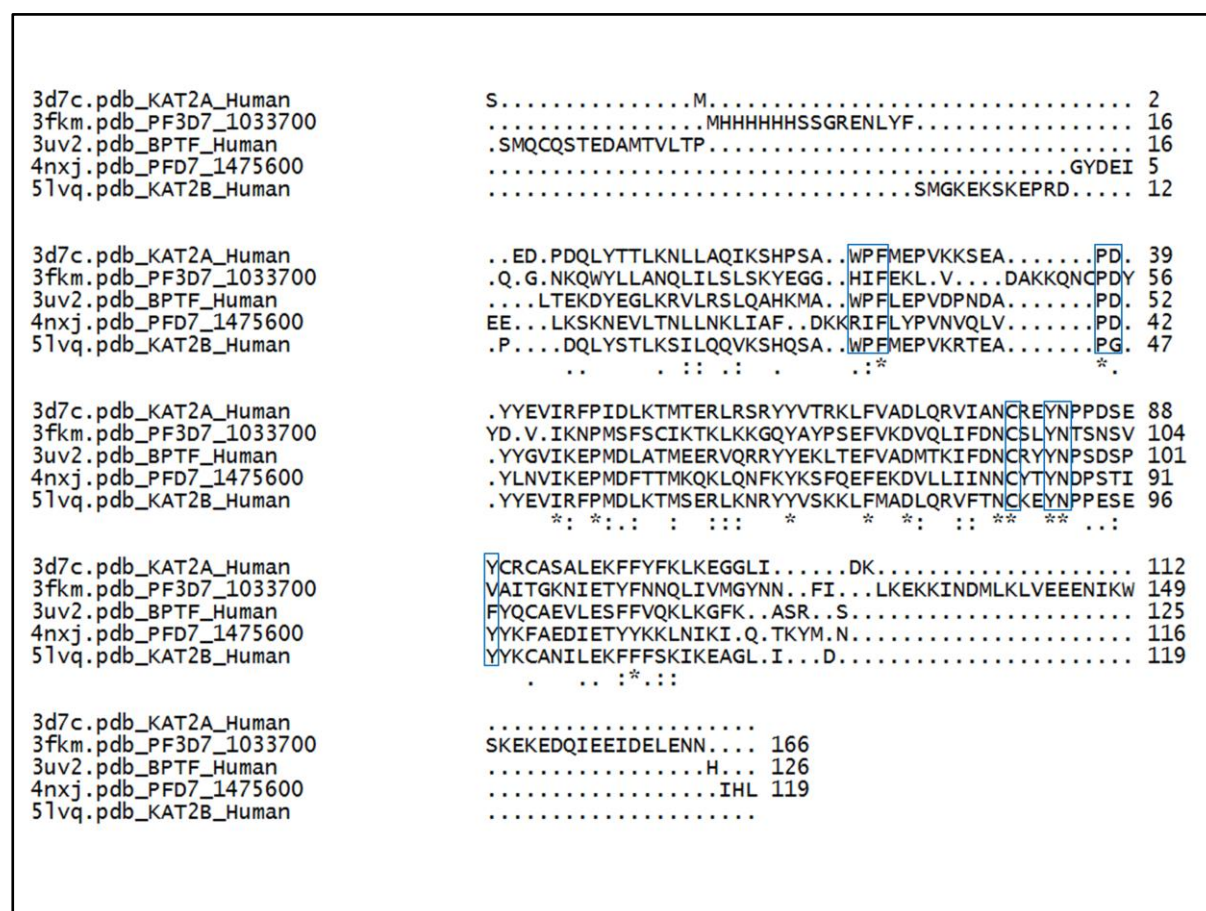 3d7c.pdb_KAT2A_Human S...............M................................. 2
3fkm.pdb_PF3D7_1033700 .................MHHHHHHSSGRENLYF................. 16
3uv2.pdb_BPTF_Human .SMQCQSTEDAMTVLTP................................. 16
4nxj.pdb_PFD7_1475600 .............................................GYDEI 5
5lvq.pdb_KAT2B_Human .................................SMGKEKSKEPRD..... 12
3d7c.pdb_KAT2A_Human ..ED.PDQLYTTLKNLLAQIKSHPSA..WPFMEPVKKSEA.......PD. 39
3fkm.pdb_PF3D7_1033700 .Q.G.NKQWYLLANQLILSLSKYEGG..HIFEKL.V....DAKKQNCPDY 56
3uv2.pdb_BPTF_Human ....LTEKDYEGLKRVLRSLQAHKMA..WPFLEPVDPNDA.......PD. 52
4nxj.pdb_PFD7_1475600 EE...LKSKNEVLTNLLNKLIAF..DKKRIFLYPVNVQLV.......PD. 42
5lvq.pdb_KAT2B_Human .P....DQLYSTLKSILQQVKSHQSA..WPFMEPVKRTEA.......PG. 47
.. . :: .: . .:* *.
3d7c.pdb_KAT2A_Human .YYEVIRFPIDLKTMTERLRSRYYVTRKLFVADLQRVIANCREYNPPDSE 88
3fkm.pdb_PF3D7_1033700 YD.V.IKNPMSFSCIKTKLKKGQYAYPSEFVKDVQLIFDNCSLYNTSNSV 104
3uv2.pdb_BPTF_Human .YYGVIKEPMDLATMEERVQRRYYEKLTEFVADMTKIFDNCRYYNPSDSP 101
4nxj.pdb_PFD7_1475600 .YLNVIKEPMDFTTMKQKLQNFKYKSFQEFEKDVLLIINNCYTYNDPSTI 91
5lvq.pdb_KAT2B_Human .YYEVIRFPMDLKTMSERLKNRYYVSKKLFMADLQRVFTNCKEYNPPESE 96
*: *:.: : ::: * * *: :: ** ** ..:
3d7c.pdb_KAT2A_Human YCRCASALEKFFYFKLKEGGLI......DK.................... 112
3fkm.pdb_PF3D7_1033700 VAITGKNIETYFNNQLIVMGYNN..FI...LKEKKINDMLKLVEEENIKW 149
3uv2.pdb_BPTF_Human FYQCAEVLESFFVQKLKGFK..ASR..S...................... 125
4nxj.pdb_PFD7_1475600 YYKFAEDIETYYKKLNIKI.Q.TKYM.N...................... 116
5lvq.pdb_KAT2B_Human YYKCANILEKFFFSKIKEAGL.I...D....................... 119
. .. :*.::
3d7c.pdb_KAT2A_Human .....................
3fkm.pdb_PF3D7_1033700 SKEKEDQIEEIDELENN.... 166
3uv2.pdb_BPTF_Human .................H... 126
4nxj.pdb_PFD7_1475600 ..................IHL 119
5lvq.pdb_KAT2B_Human .....................